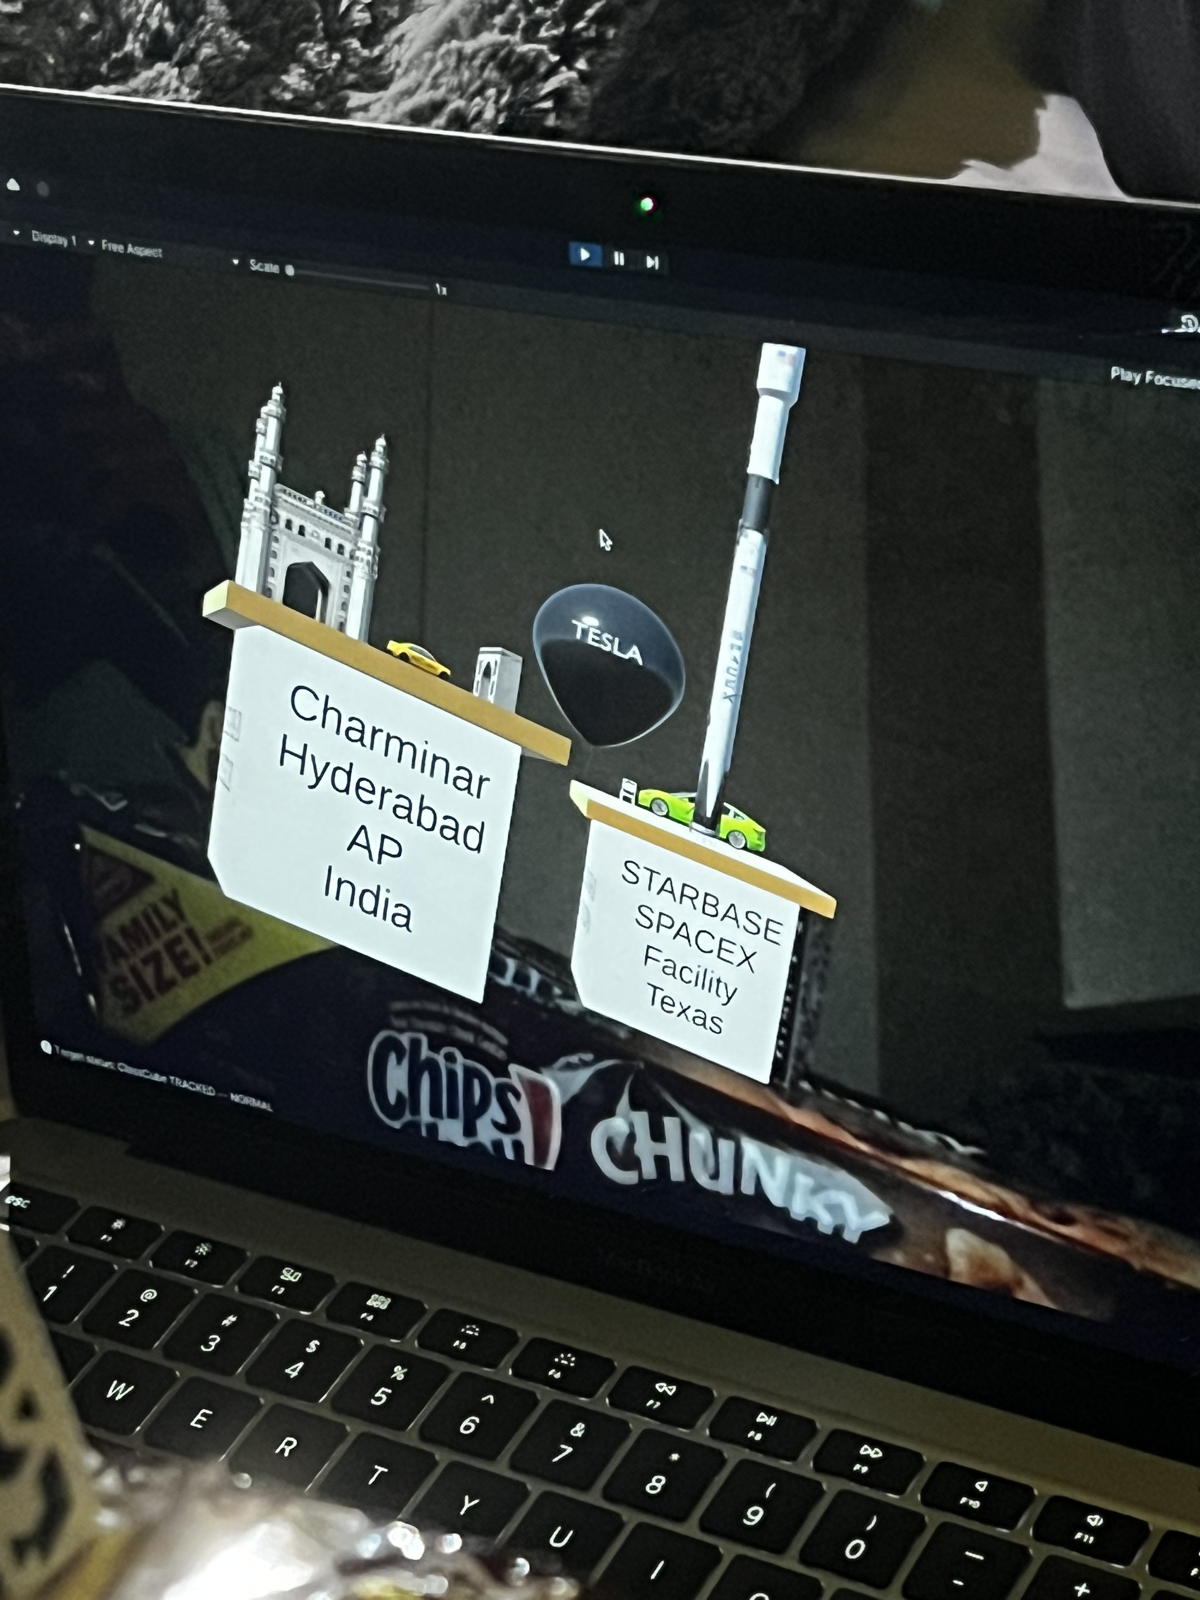 Display 1
Free Aspect
Scale
1x
Play Focused
TESLA
SPACEX
Charminar
Hyderabad
AP
India
STARBASE
SPACEX
Facility
Texas
FAMILY
SIZE!
Target status: ClassCube TRACKED -- NORMAL
Chips
CHUNKY
esc
F1
F2
F3
F4
F5
F6
F7
F8
F9
F10
F11
! 1
@ 2
# 3
$ 4
% 5
^ 6
& 7
* 8
( 9
) 0
— -
+
W
E
R
T
Y
U
I